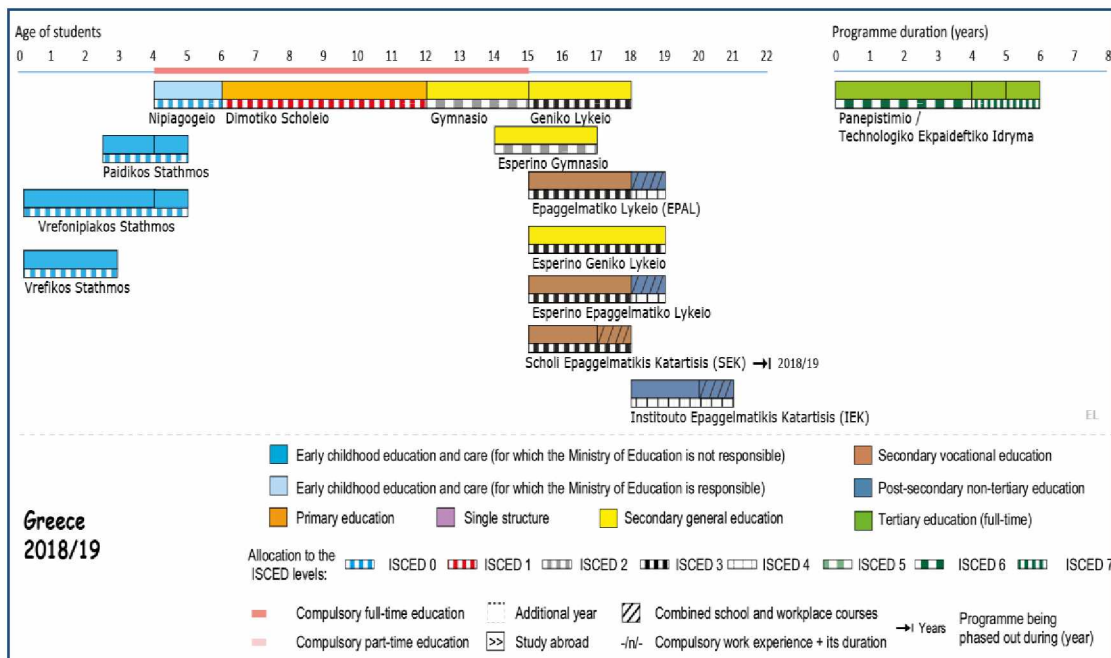 Age of students
Programme duration (years)
0 1 2 3 4 5 6 7 8 9 10 11 12 13 14 15 16 17 18 19 20 21 22
0 1 2 3 4 5 6 7 8
Nipiagogeio
Dimotiko Scholeio
Gymnasio
Geniko Lykeio
Panepistimio /
Technologiko Ekpaideftiko Idryma
Esperino Gymnasio
Paidikos Stathmos
Epaggelmatiko Lykeio (EPAL)
Vrefonipiakos Stathmos
Esperino Geniko Lykeio
Vrefikos Stathmos
Esperino Epaggelmatiko Lykeio
Scholi Epaggelmatikis Katartisis (SEK) 2018/19
Institouto Epaggelmatikis Katartisis (IEK)
EL
Early childhood education and care (for which the Ministry of Education is not responsible)
Secondary vocational education
Early childhood education and care (for which the Ministry of Education is responsible)
Post-secondary non-tertiary education
Primary education
Single structure
Secondary general education
Tertiary education (full-time)
Greece
2018/19
Allocation to the
ISCED levels:
ISCED 0
ISCED 1
ISCED 2
ISCED 3
ISCED 4
ISCED 5
ISCED 6
ISCED 7
Compulsory full-time education
Additional year
Combined school and workplace courses
Years
Programme being
phased out during (year)
Compulsory part-time education
>> Study abroad
-/n/- Compulsory work experience + its duration